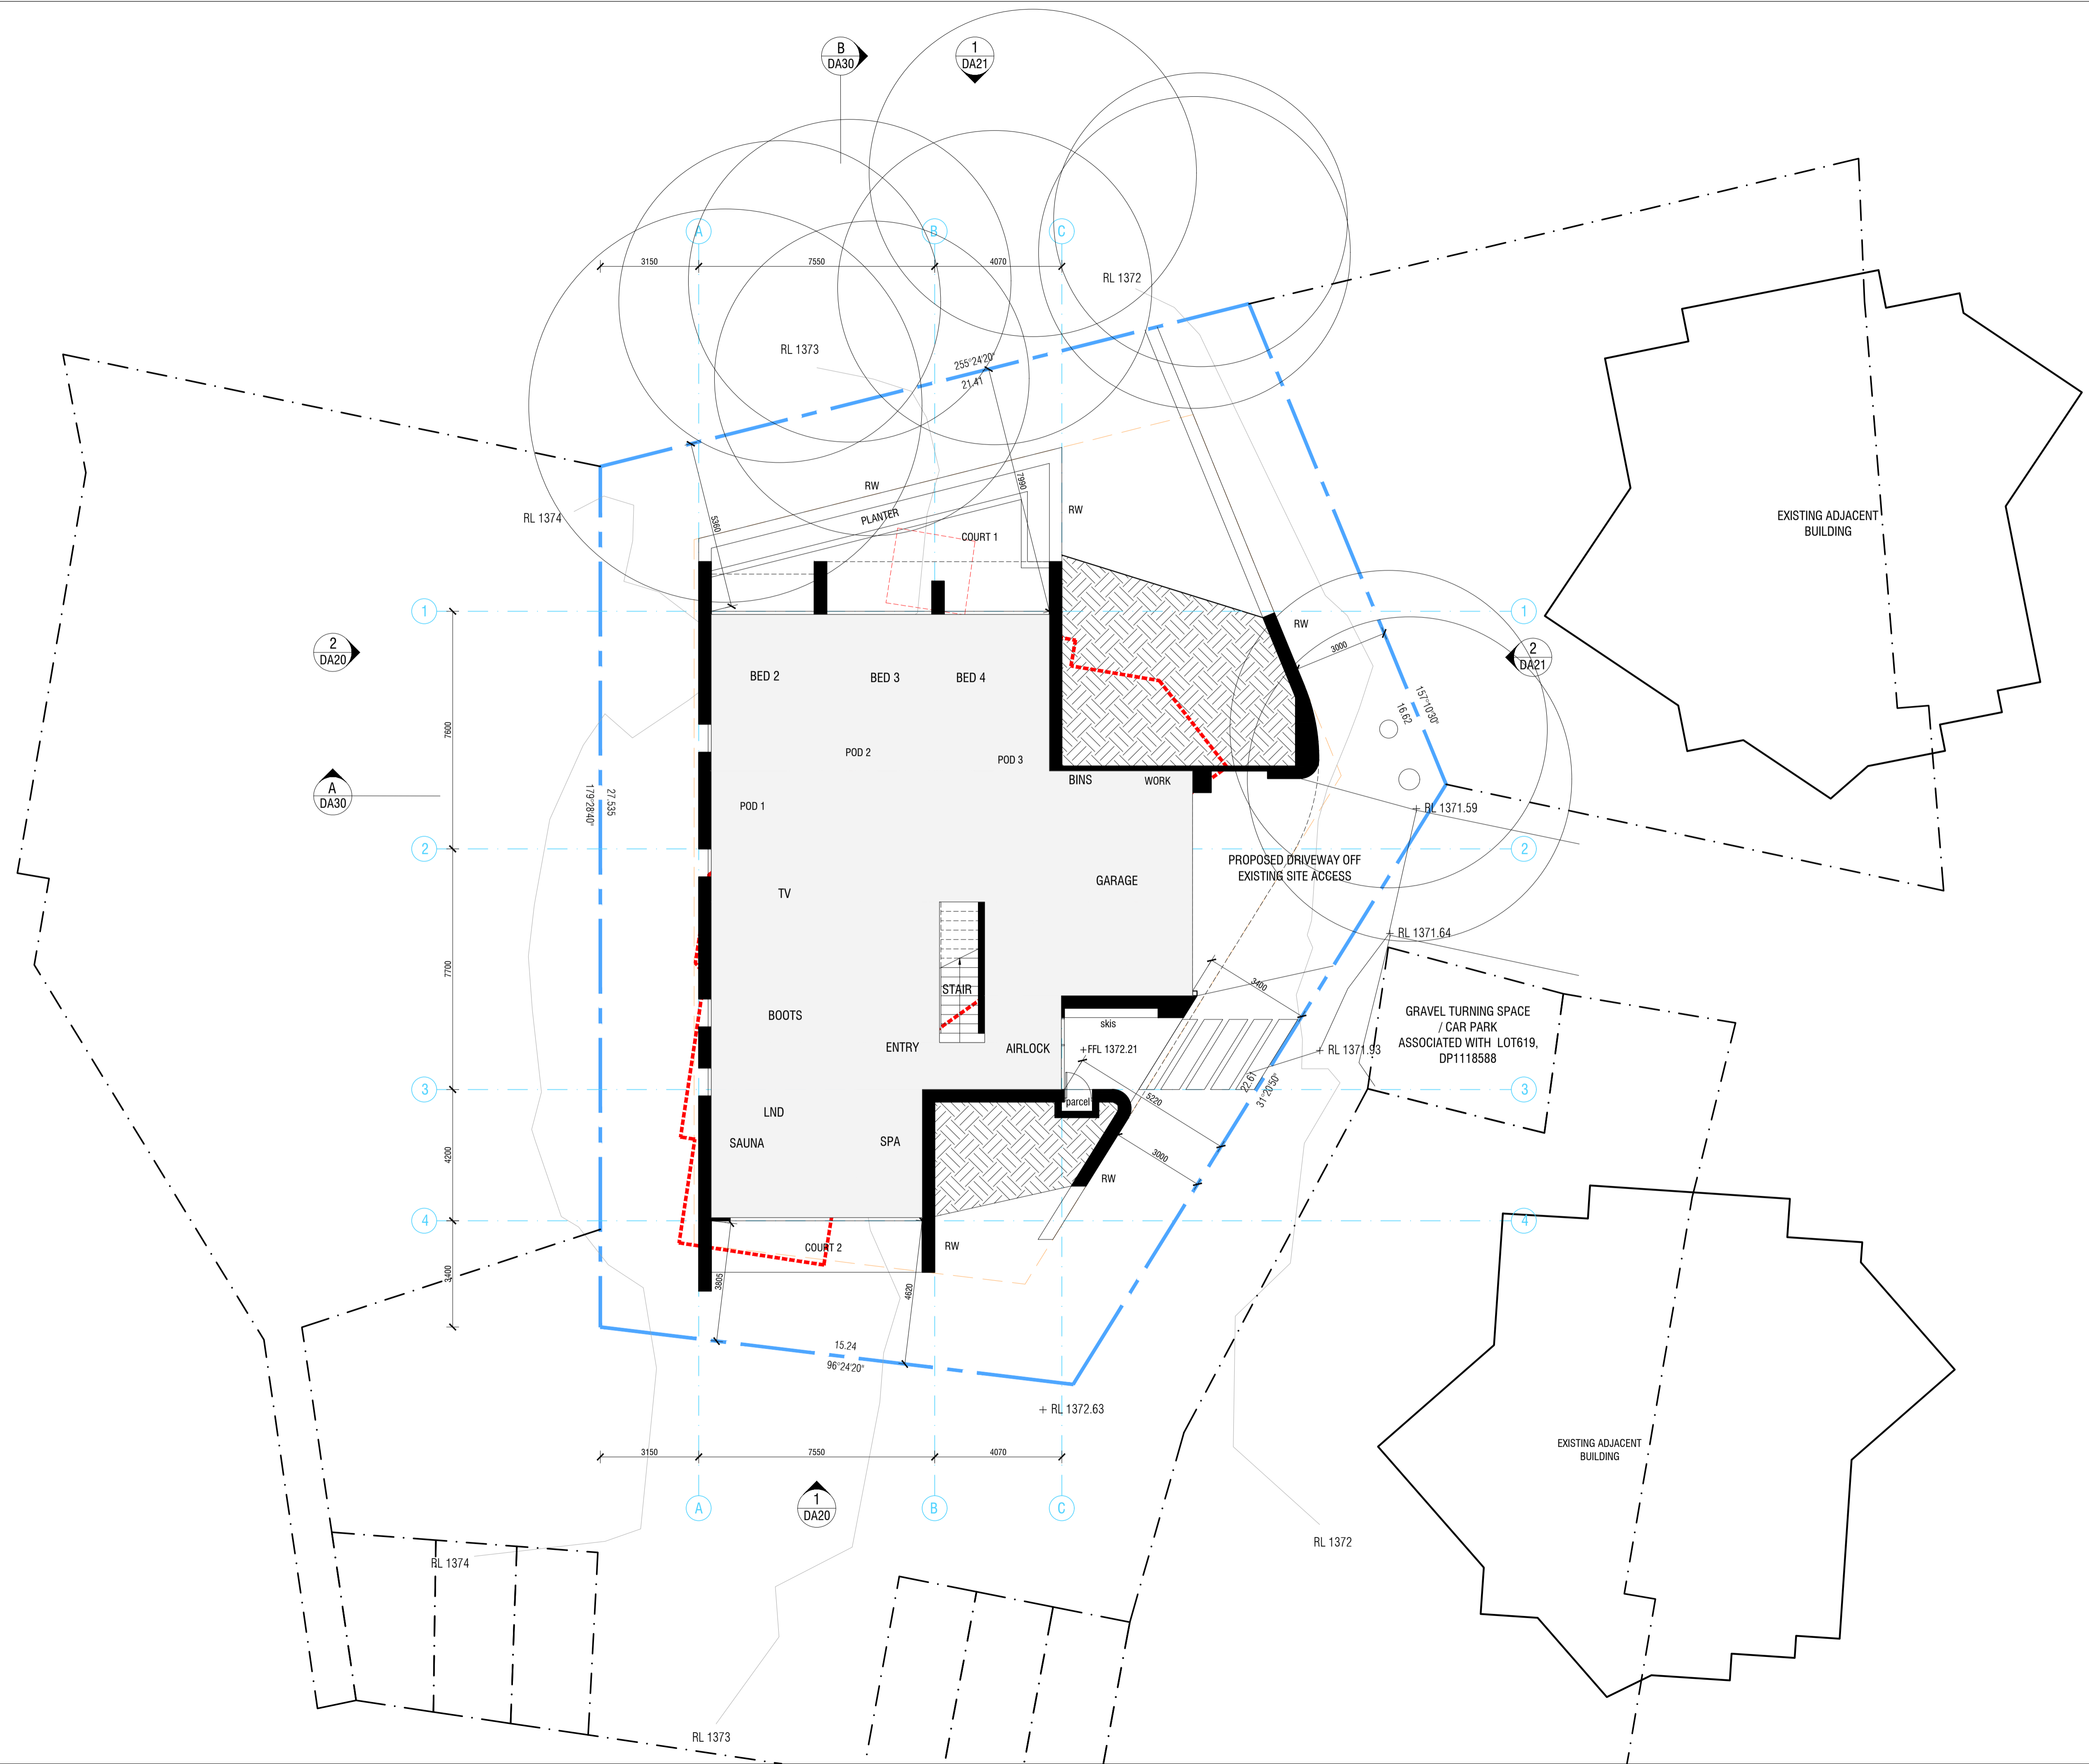 B
DA30
1
DA21
A
B
C
3150
7550
4070
RL 1372
RL 1373
255°24'20"
21.41
RL 1374
RW
7990
5360
PLANTER
RW
COURT 1
EXISTING ADJACENT
BUILDING
1
1
RW
2
DA20
3000
2
DA21
BED 2
BED 3
BED 4
157°10'30"
16.62
7600
POD 2
POD 3
BINS
WORK
A
DA30
27.535
179°28'40"
POD 1
+ RL 1371.59
2
2
PROPOSED DRIVEWAY OFF
EXISTING SITE ACCESS
TV
GARAGE
+ RL 1371.64
7700
STAIR
3400
BOOTS
skis
GRAVEL TURNING SPACE
/ CAR PARK
ASSOCIATED WITH LOT619,
DP1118588
ENTRY
AIRLOCK
+FFL 1372.21
+ RL 1371.93
3
3
22.61
31°20'50"
parcel
5220
LND
SAUNA
SPA
4200
3000
RW
4
4
COURT 2
RW
3400
3805
4620
15.24
96°24'20"
+ RL 1372.63
EXISTING ADJACENT
BUILDING
3150
7550
4070
A
B
C
1
DA20
RL 1372
RL 1374
RL 1373